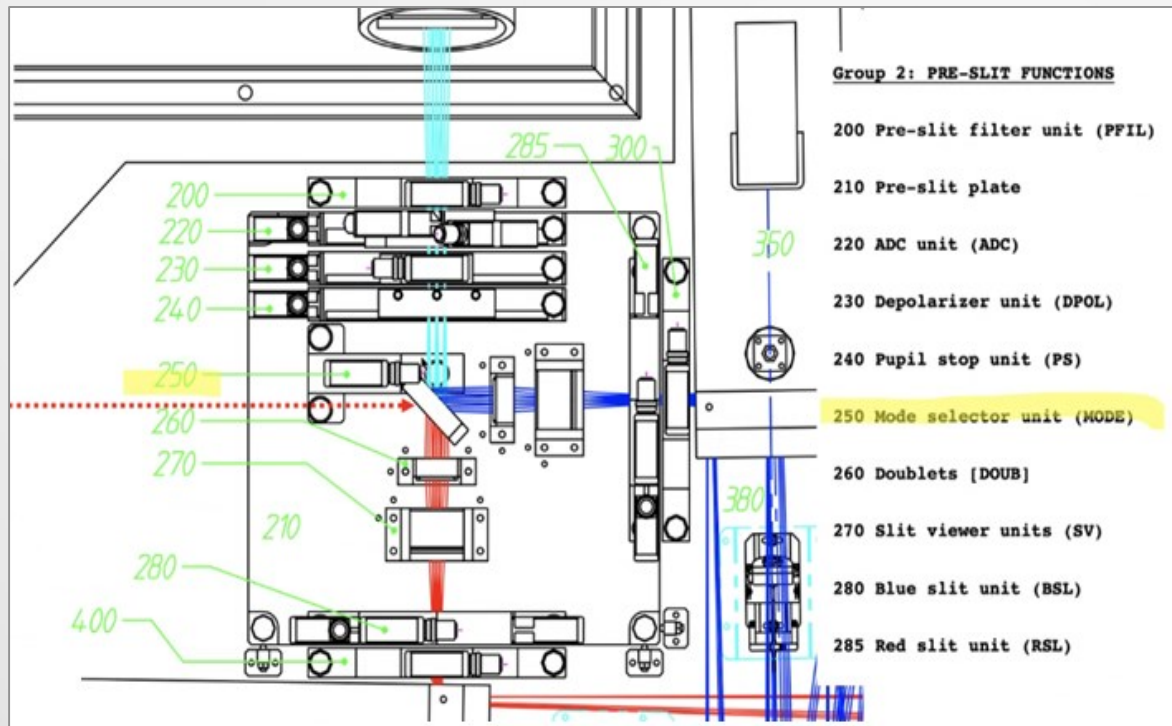 285
300
200
220
230
240
250
260
270
210
280
400
350
380
Group 2: PRE-SLIT FUNCTIONS
200 Pre-slit filter unit (PFIL)
210 Pre-slit plate
220 ADC unit (ADC)
230 Depolarizer unit (DPOL)
240 Pupil stop unit (PS)
250 Mode selector unit (MODE)
260 Doublets [DOUB]
270 Slit viewer units (SV)
280 Blue slit unit (BSL)
285 Red slit unit (RSL)